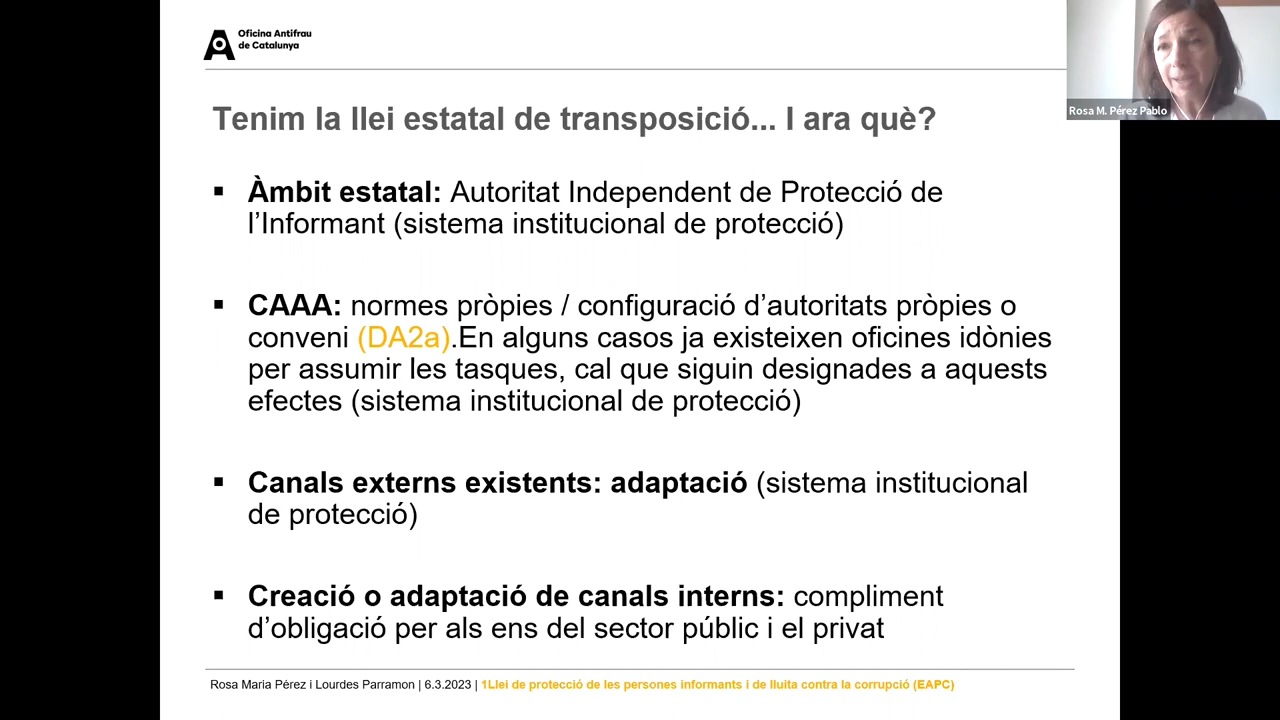 Oficina Antifrau
de Catalunya
Rosa M. Pérez Pablo
Tenim la llei estatal de transposició... I ara què?
▪ Àmbit estatal: Autoritat Independent de Protecció de
l’Informant (sistema institucional de protecció)
▪ CAAA: normes pròpies / configuració d’autoritats pròpies o
conveni (DA2a).En alguns casos ja existeixen oficines idònies
per assumir les tasques, cal que siguin designades a aquests
efectes (sistema institucional de protecció)
▪ Canals externs existents: adaptació (sistema institucional
de protecció)
▪ Creació o adaptació de canals interns: compliment
d’obligació per als ens del sector públic i el privat
Rosa Maria Pérez i Lourdes Parramon | 6.3.2023 | 1Llei de protecció de les persones informants i de lluita contra la corrupció (EAPC)